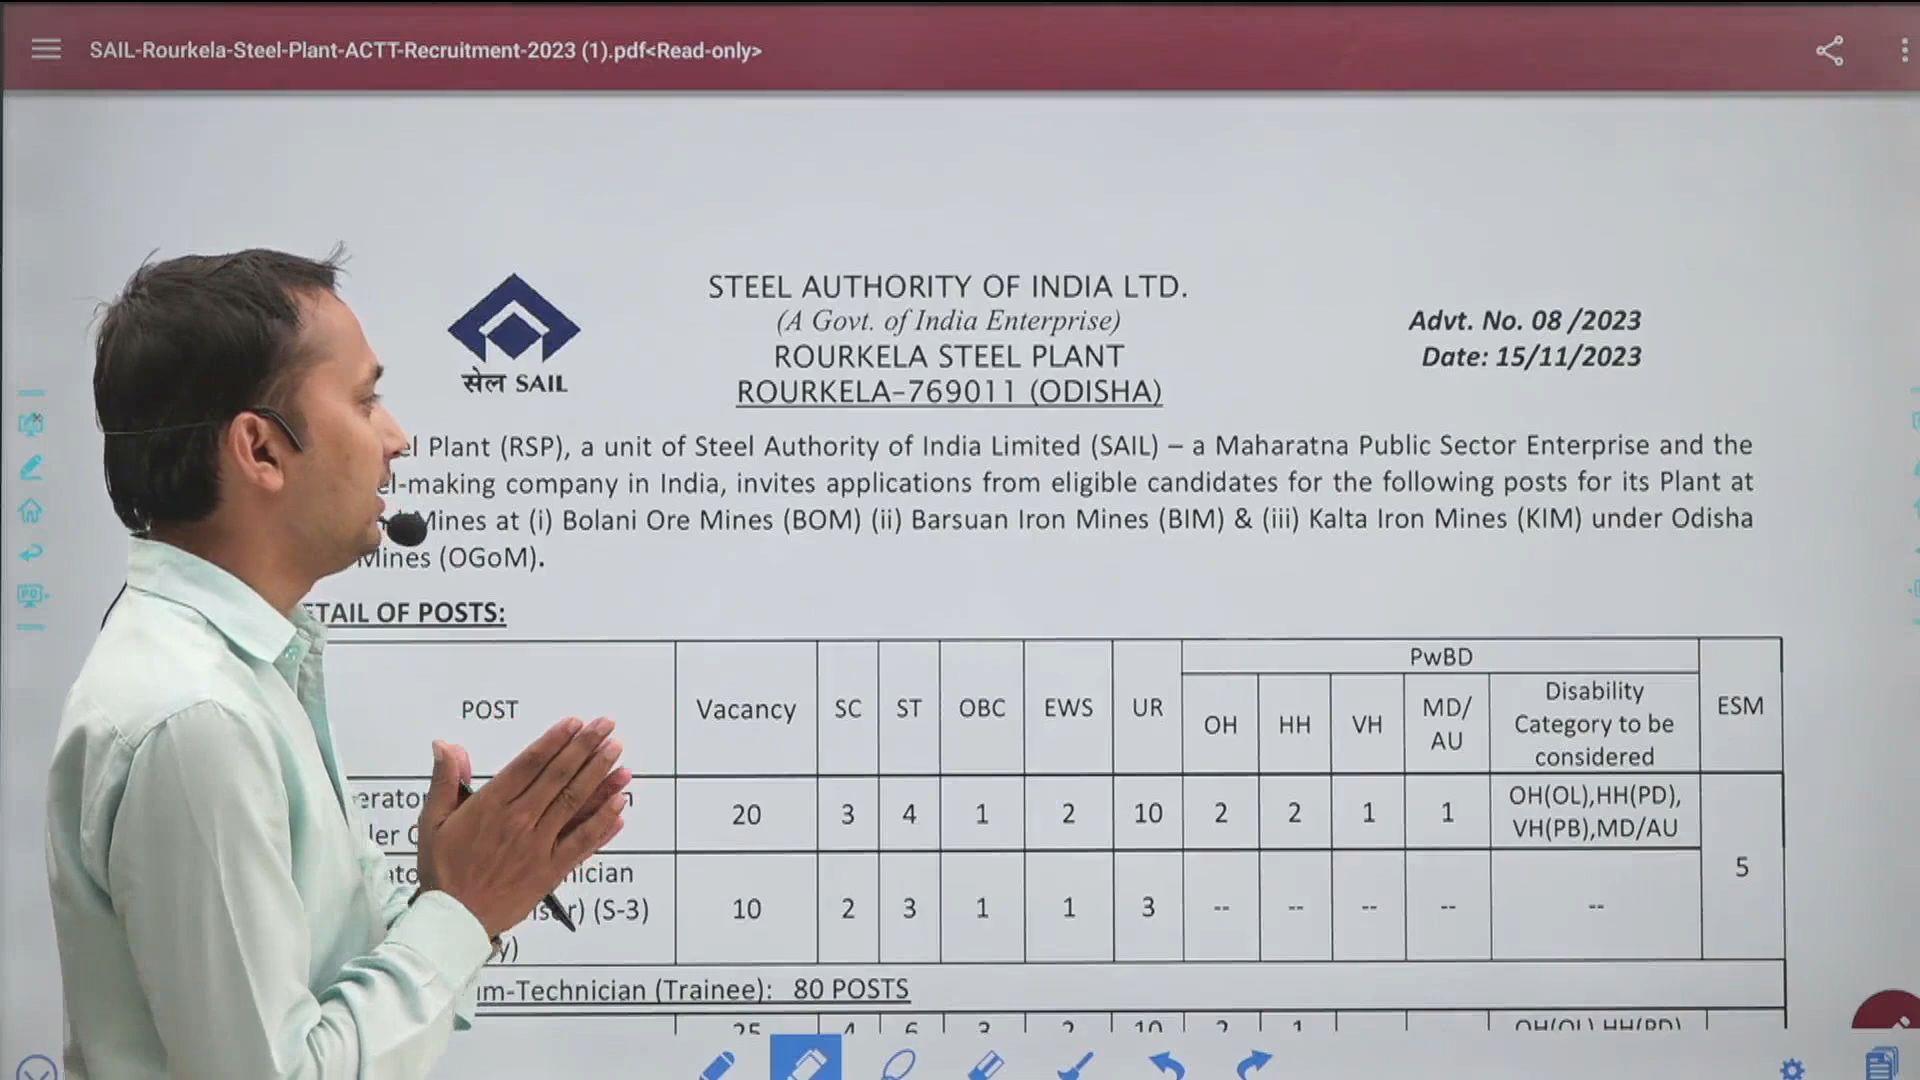 SAIL-Rourkela-Steel-Plant-ACTT-Recruitment-2023 (1).pdf<Read-only>
STEEL AUTHORITY OF INDIA LTD.
(A Govt. of India Enterprise)
ROURKELA STEEL PLANT
ROURKELA-769011 (ODISHA)
Advt. No. 08 /2023
Date: 15/11/2023
सेल SAIL
Plant (RSP), a unit of Steel Authority of India Limited (SAIL) – a Maharatna Public Sector Enterprise and the
el-making company in India, invites applications from eligible candidates for the following posts for its Plant at
Mines at (i) Bolani Ore Mines (BOM) (ii) Barsuan Iron Mines (BIM) & (iii) Kalta Iron Mines (KIM) under Odisha
Mines (OGoM).
TAIL OF POSTS:
POST Vacancy SC ST OBC EWS UR PwBD ESM
OH HH VH MD/AU Disability Category to be considered
20 3 4 1 2 10 2 2 1 1 OH(OL),HH(PD), VH(PB),MD/AU
5
nician
(S-3)
10 2 3 1 1 3 -- -- -- -- --
im-Technician (Trainee): 80 POSTS